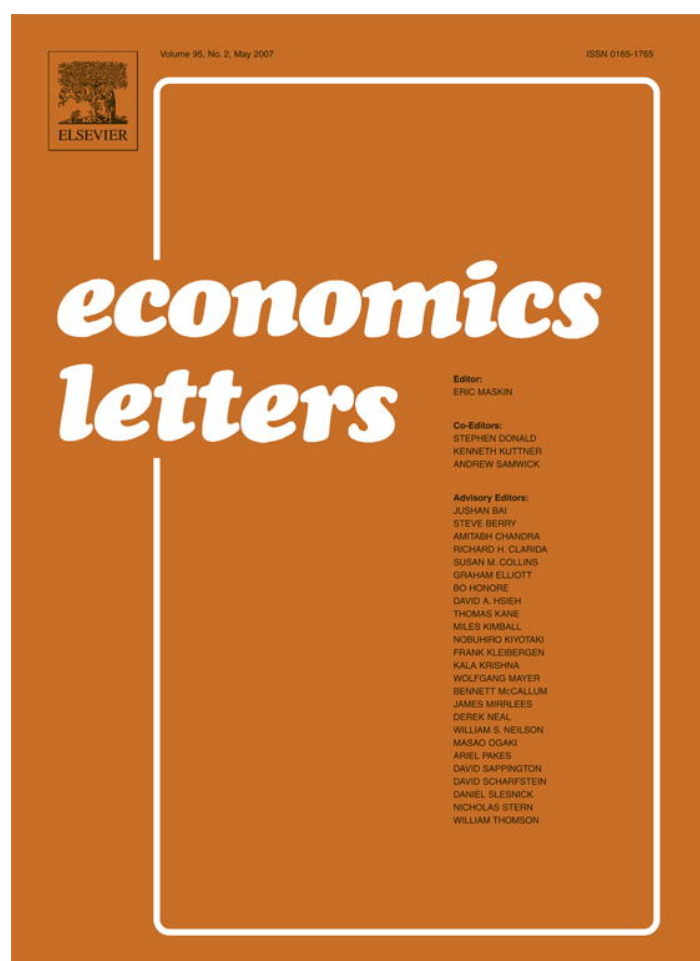 Volume 95, No. 2, May 2007
ISSN 0165-1765
ELSEVIER
economics
letters
Editor:
ERIC MASKIN
Co-Editors:
STEPHEN DONALD
KENNETH KUTTNER
ANDREW SAMWICK
Advisory Editors:
JUSHAN BAI
STEVE BERRY
AMITABH CHANDRA
RICHARD H. CLARIDA
SUSAN M. COLLINS
GRAHAM ELLIOTT
BO HONORE
DAVID A. HSIEH
THOMAS KANE
MILES KIMBALL
NOBUHIRO KIYOTAKI
FRANK KLEIBERGEN
KALA KRISHNA
WOLFGANG MAYER
BENNETT McCALLUM
JAMES MIRRLEES
DEREK NEAL
WILLIAM S. NEILSON
MASAO OGAKI
ARIEL PAKES
DAVID SAPPINGTON
DAVID SCHARFSTEIN
DANIEL SLESNICK
NICHOLAS STERN
WILLIAM THOMSON